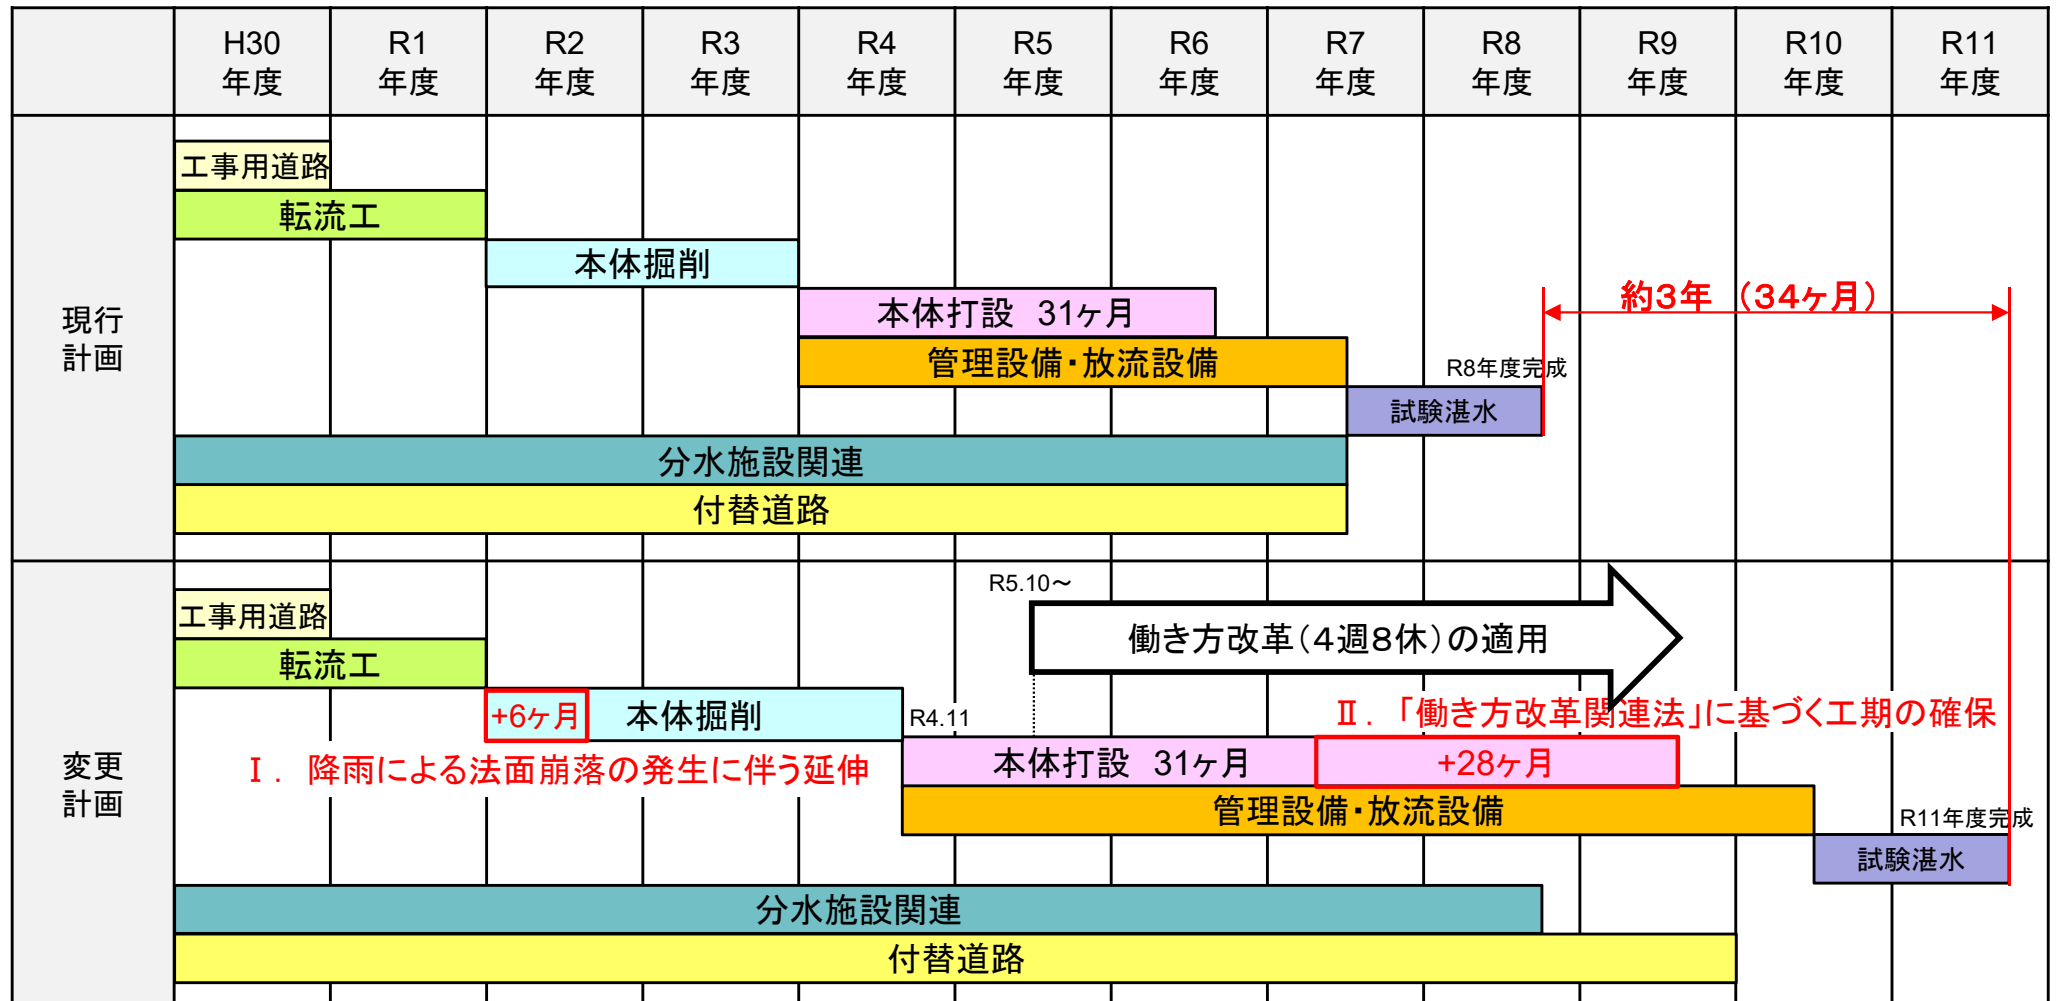 H30
年度
R1
年度
R2
年度
R3
年度
R4
年度
R5
年度
R6
年度
R7
年度
R8
年度
R9
年度
R10
年度
R11
年度
現行
計画
工事用道路
転流工
本体掘削
本体打設 31ヶ月
管理設備・放流設備
R8年度完成
試験湛水
約3年 (34ヶ月)
分水施設関連
付替道路
変更
計画
工事用道路
転流工
R5.10～
働き方改革(4週8休)の適用
+6ヶ月
本体掘削
R4.11
Ⅱ.「働き方改革関連法」に基づく工期の確保
Ⅰ. 降雨による法面崩落の発生に伴う延伸
本体打設 31ヶ月
+28ヶ月
管理設備・放流設備
R11年度完成
試験湛水
分水施設関連
付替道路